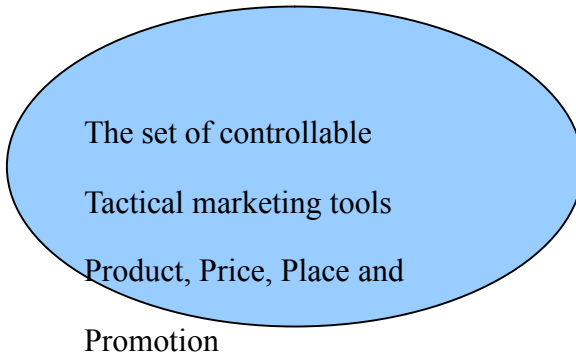 The set of controllable
Tactical marketing tools
Product, Price, Place and
Promotion